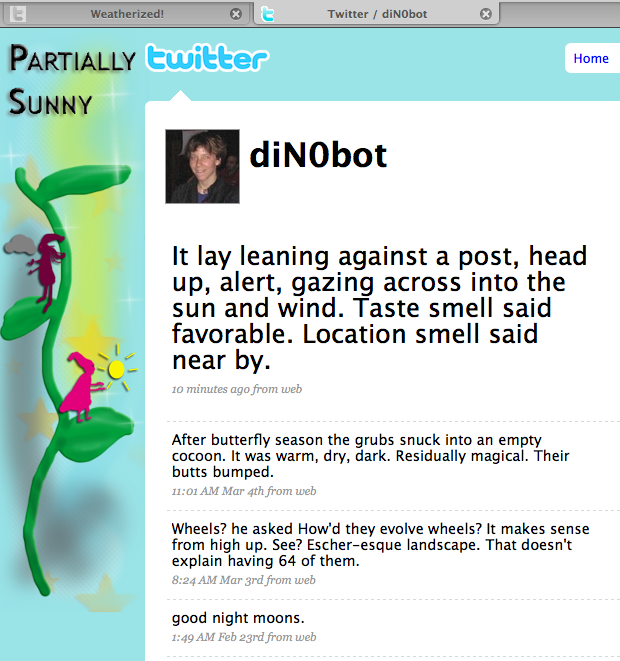 Weatherized!
Twitter / diN0bot
PARTIALLY
SUNNY
twitter
Home
diN0bot
It lay leaning against a post, head
up, alert, gazing across into the
sun and wind. Taste smell said
favorable. Location smell said
near by.
10 minutes ago from web
After butterfly season the grubs snuck into an empty
cocoon. It was warm, dry, dark. Residually magical. Their
butts bumped.
11:01 AM Mar 4th from web
Wheels? he asked How'd they evolve wheels? It makes sense
from high up. See? Escher-esque landscape. That doesn't
explain having 64 of them.
8:24 AM Mar 3rd from web
good night moons.
1:49 AM Feb 23rd from web